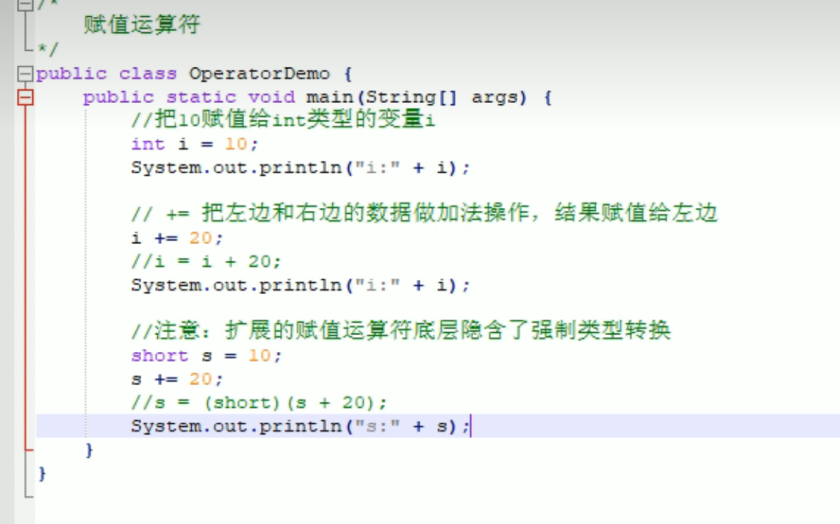 /*
赋值运算符
*/
public class OperatorDemo {
public static void main(String[] args) {
//把10赋值给int类型的变量i
int i = 10;
System.out.println("i:" + i);
// += 把左边和右边的数据做加法操作，结果赋值给左边
i += 20;
//i = i + 20;
System.out.println("i:" + i);
//注意：扩展的赋值运算符底层隐含了强制类型转换
short s = 10;
s += 20;
//s = (short)(s + 20);
System.out.println("s:" + s);
}
}